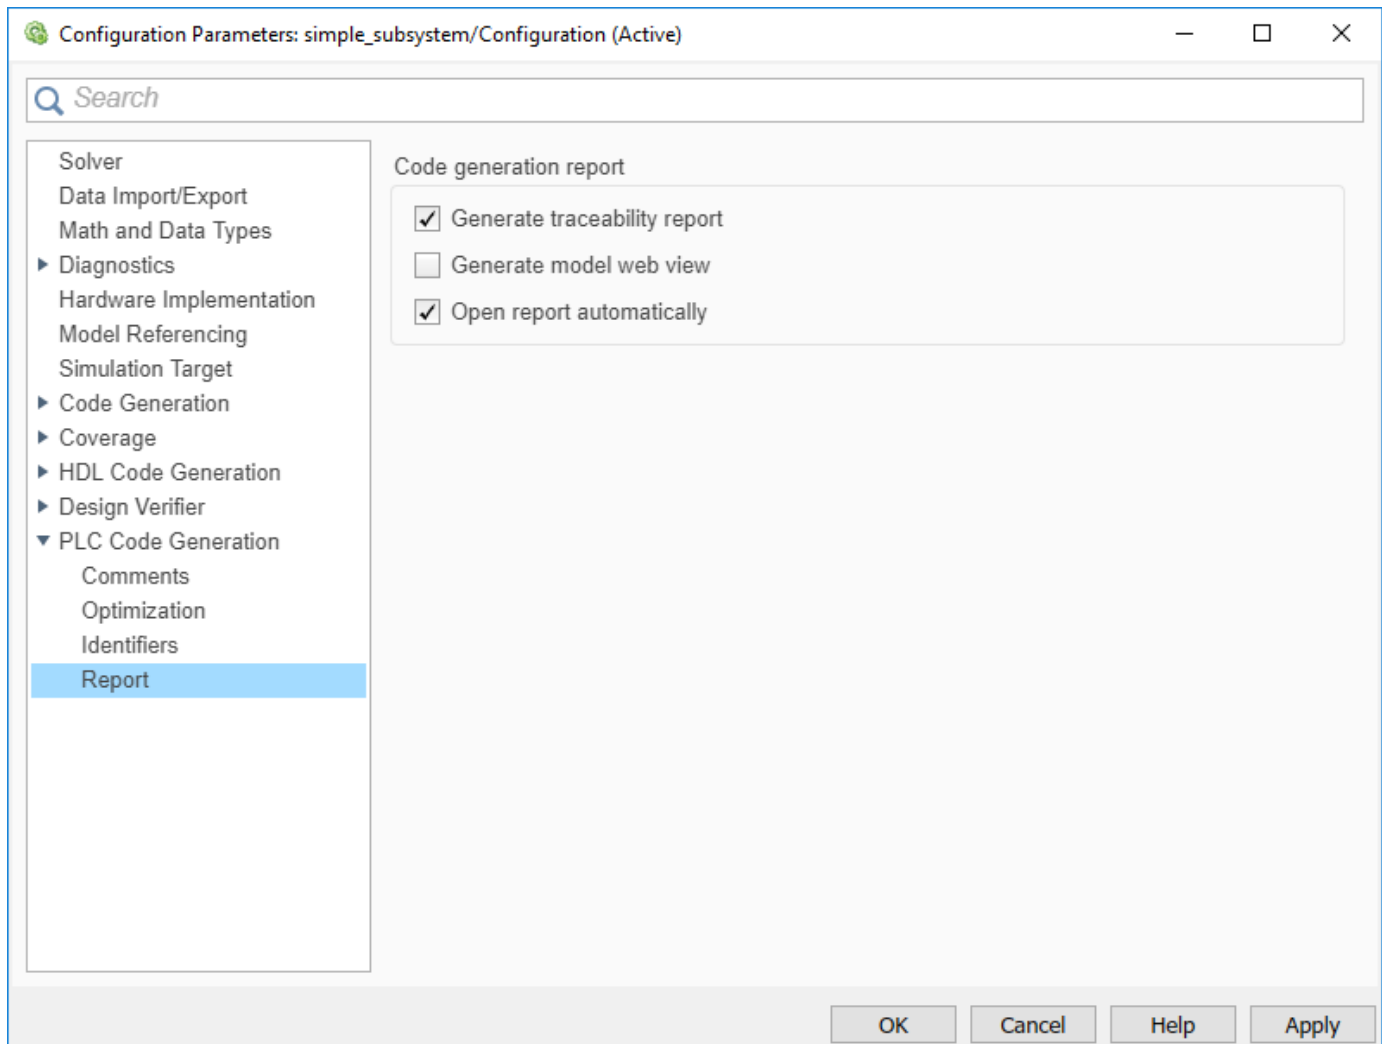 Configuration Parameters: simple_subsystem/Configuration (Active)
Search
Solver
Data Import/Export
Math and Data Types
Diagnostics
Hardware Implementation
Model Referencing
Simulation Target
Code Generation
Coverage
HDL Code Generation
Design Verifier
PLC Code Generation
Comments
Optimization
Identifiers
Report
Code generation report
Generate traceability report
Generate model web view
Open report automatically
OK Cancel Help Apply